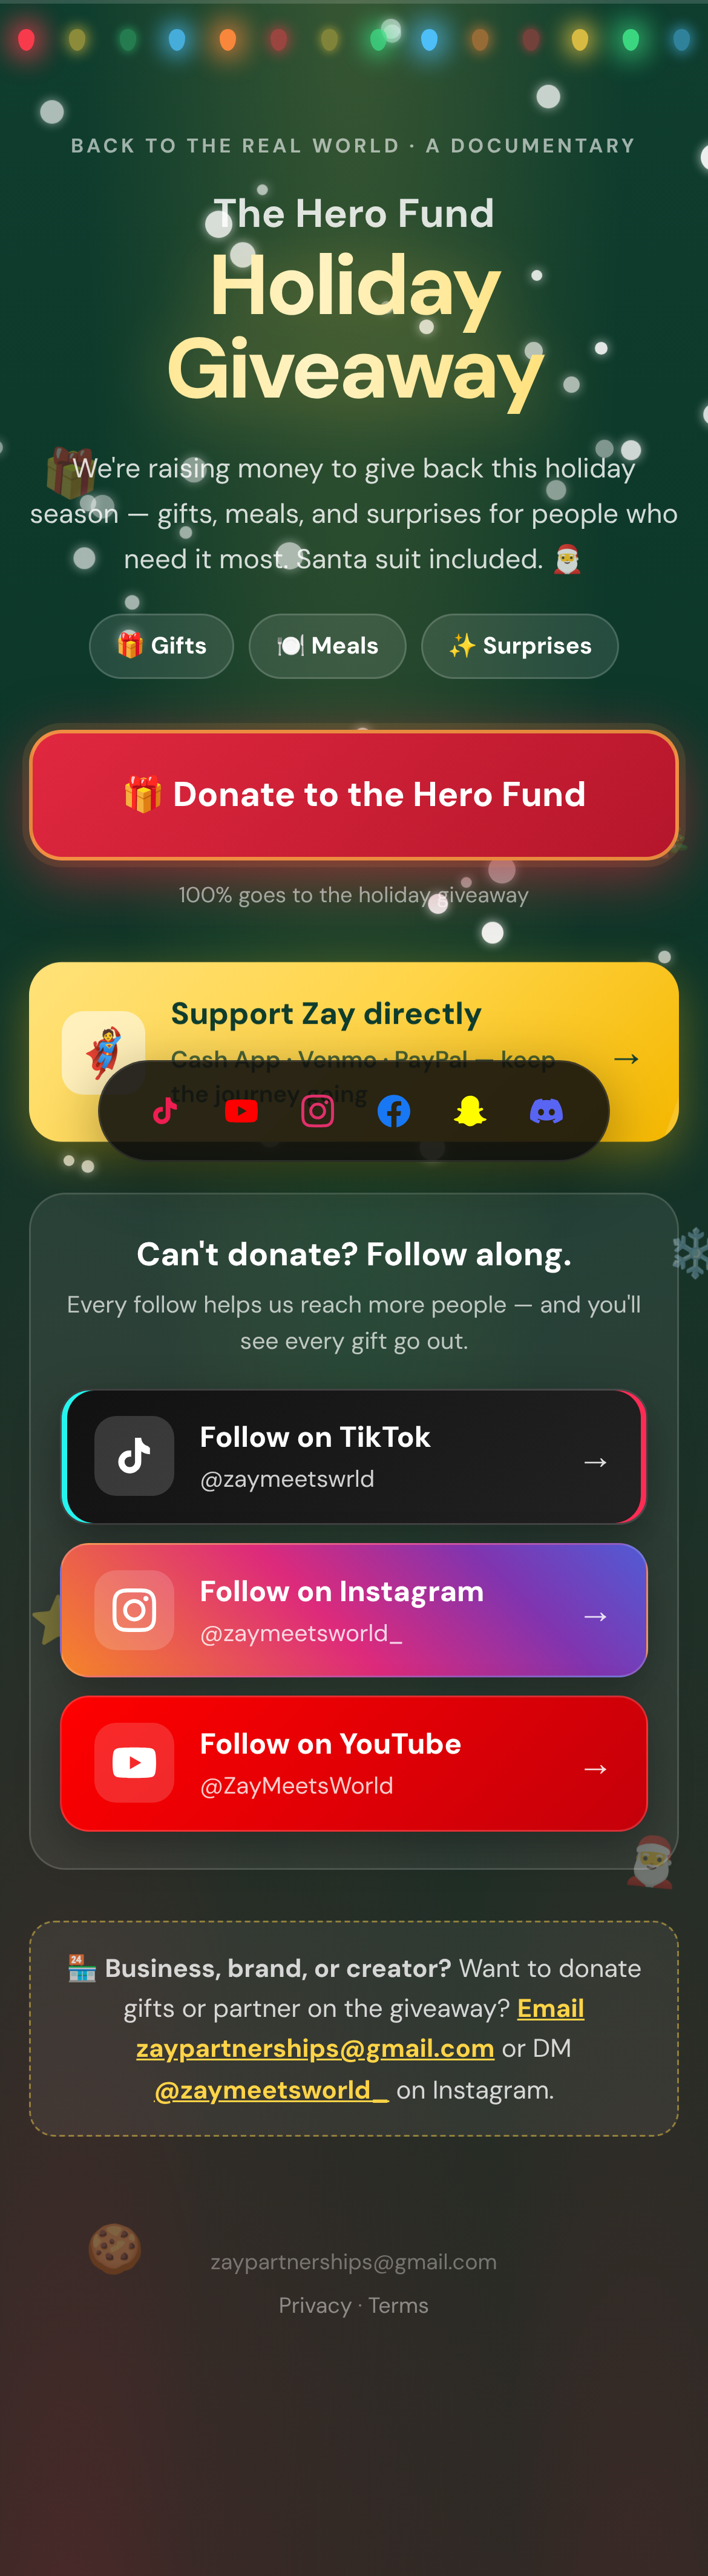 BACK TO THE REAL WORLD · A DOCUMENTARY
The Hero Fund
Holiday
Giveaway
We're raising money to give back this holiday
season — gifts, meals, and surprises for people who
need it most. Santa suit included. 🎅
🎁 Gifts
🍽️ Meals
✨ Surprises
🎁 Donate to the Hero Fund
100% goes to the holiday giveaway
Support Zay directly
Cash App · Venmo · PayPal — keep
the journey going
→
Can't donate? Follow along.
Every follow helps us reach more people — and you'll
see every gift go out.
Follow on TikTok
@zaymeetswrld
→
Follow on Instagram
@zaymeetsworld_
→
Follow on YouTube
@ZayMeetsWorld
→
🏪 Business, brand, or creator? Want to donate
gifts or partner on the giveaway? Email
zaypartnerships@gmail.com or DM
@zaymeetsworld_ on Instagram.
zaypartnerships@gmail.com
Privacy · Terms